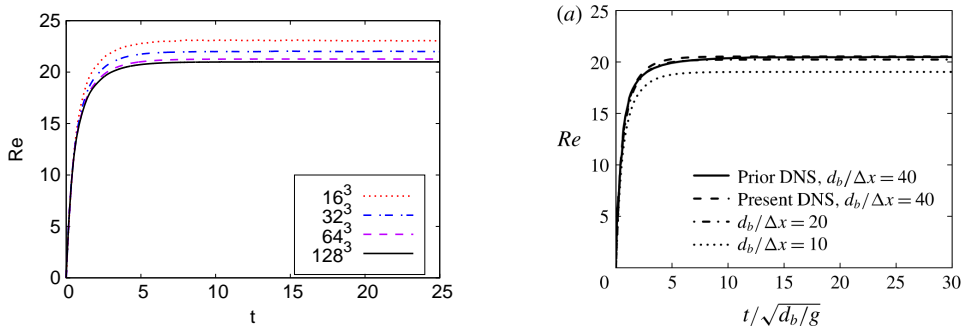 25
20
15
10
5
0
Re
16³
32³
64³
128³
0 5 10 15 20 25
t
(a)
25
20
15
10
5
Re
Prior DNS, d_b/Δx = 40
Present DNS, d_b/Δx = 40
d_b/Δx = 20
d_b/Δx = 10
0 5 10 15 20 25 30
t/√d_b/g